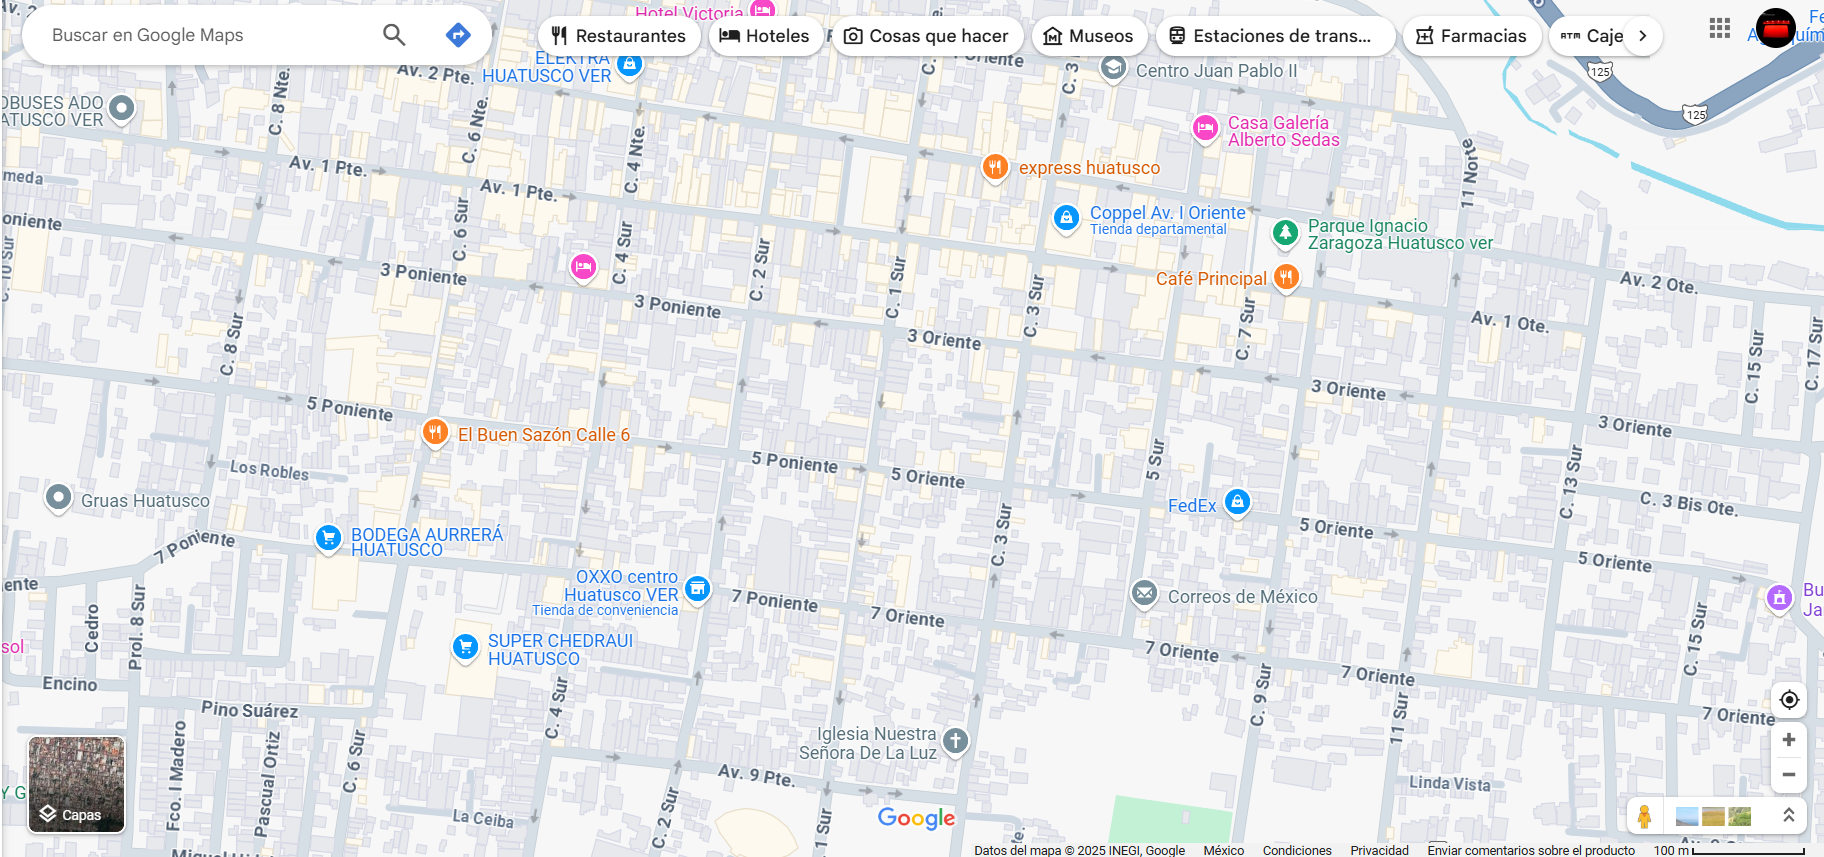 Av. 2
Hotel Victoria
Buscar en Google Maps
Restaurantes
Hoteles
Cosas que hacer
Museos
Estaciones de trans...
Farmacias
ATM Caje
125
125
ELEKTRA
HUATUSCO VER
Av. 2 Pte.
Oriente
C. 3
Centro Juan Pablo II
OBUSES ADO
ATUSCO VER
C. 8 Nte.
C. 6 Nte.
C. 4 Nte.
Casa Galería
Alberto Sedas
11 Norte
Av. 1 Pte.
Av. 1 Pte.
express huatusco
meda
oniente
C. 10 Sur
C. 6 Sur
C. 4 Sur
C. 2 Sur
C. 1 Sur
C. 3 Sur
Coppel Av. I Oriente
Tienda departamental
Parque Ignacio
Zaragoza Huatusco ver
Café Principal
Av. 2 Ote.
3 Poniente
3 Poniente
3 Oriente
C. 7 Sur
Av. 1 Ote.
C. 8 Sur
C. 15 Sur
C. 17 Sur
3 Oriente
3 Oriente
5 Poniente
El Buen Sazón Calle 6
5 Poniente
5 Oriente
5 Sur
C. 13 Sur
Los Robles
Gruas Huatusco
FedEx
C. 3 Bis Ote.
5 Oriente
5 Oriente
C. 3 Sur
7 Poniente
BODEGA AURRERÁ
HUATUSCO
OXXO centro
Huatusco VER
Tienda de conveniencia
7 Poniente
7 Oriente
Correos de México
Bu
Ja
iente
Cedro
Prol. 8 Sur
sol
SUPER CHEDRAUI
HUATUSCO
7 Oriente
7 Oriente
C. 15 Sur
Encino
Pino Suárez
C. 4 Sur
C. 9 Sur
11 Sur
7 Oriente
Fco. I Madero
Pascual Ortiz
C. 6 Sur
Iglesia Nuestra
Señora De La Luz
Av. 9 Pte.
Linda Vista
Y G
Capas
La Ceiba
C. 2 Sur
1 Sur
Google
Datos del mapa © 2025 INEGI, Google
México
Condiciones
Privacidad
Enviar comentarios sobre el producto
100 m